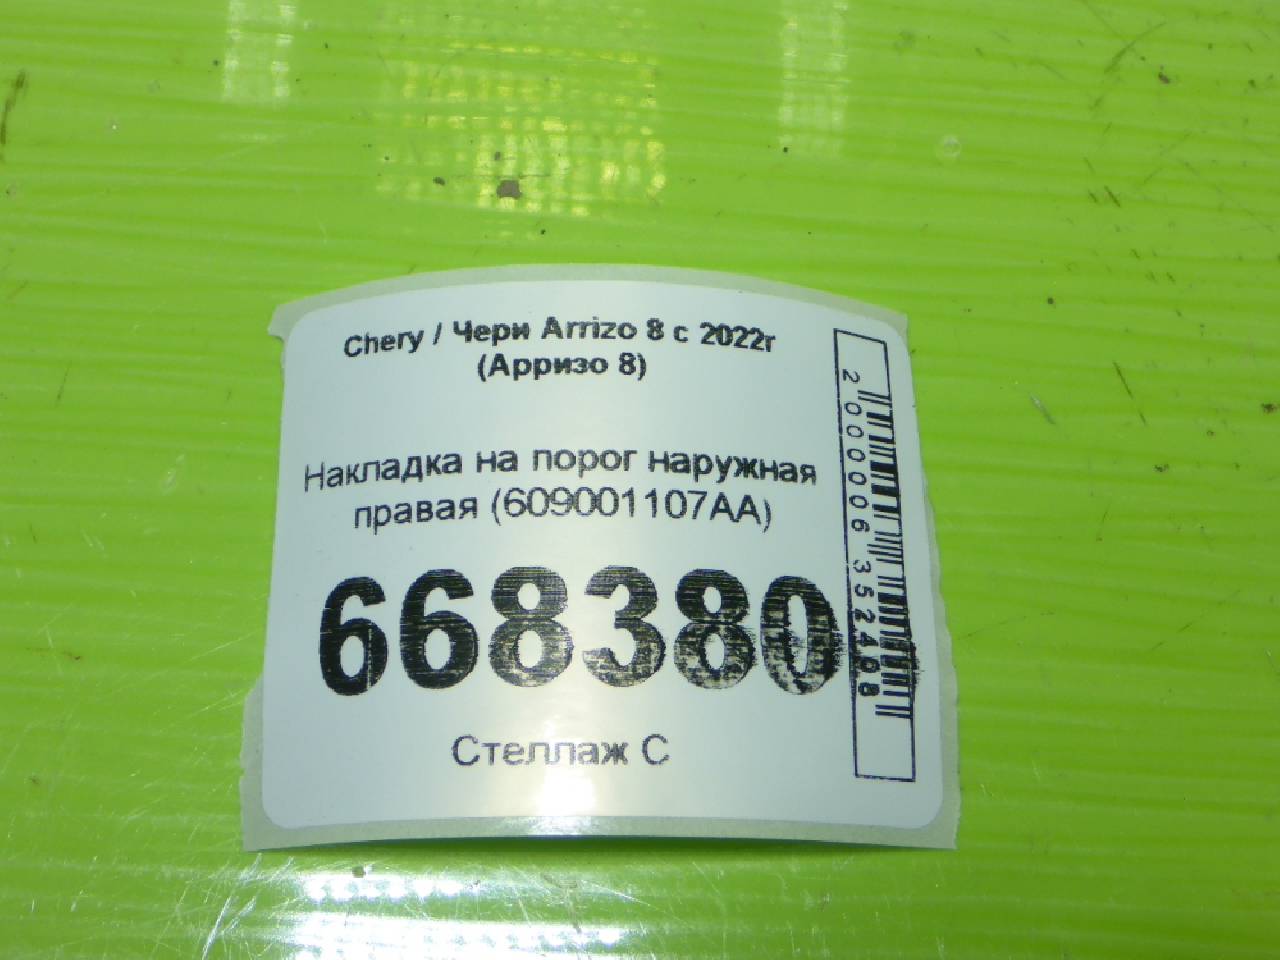 Chery / Чери Arrizo 8 с 2022г
(Арризо 8)
Накладка на порог наружная
правая (609001107AA)
668380
Стеллаж С
2000006352408